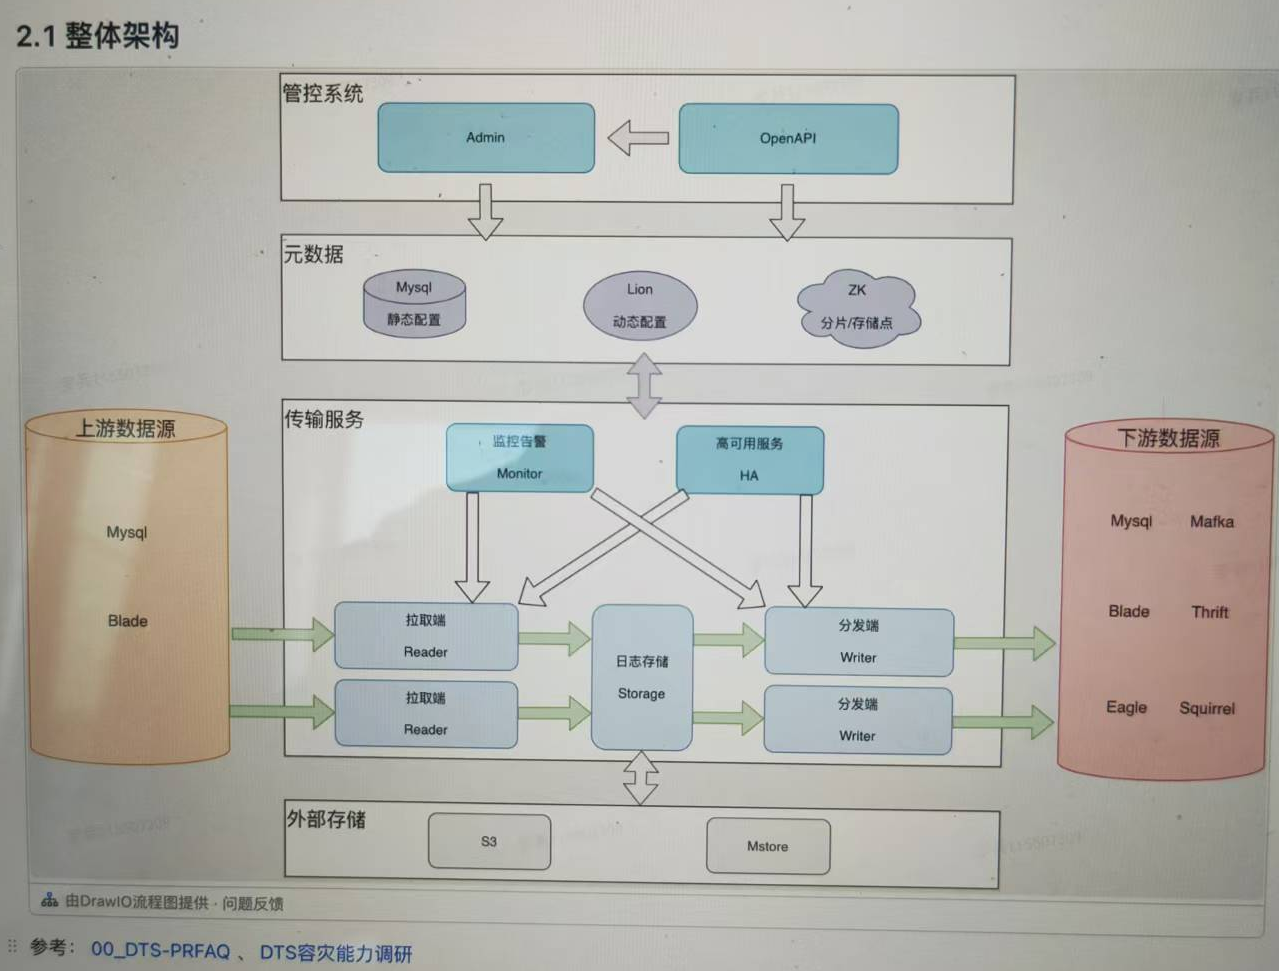 2.1 整体架构
管控系统
Admin
OpenAPI
元数据
Mysql
静态配置
Lion
动态配置
ZK
分片/存储点
传输服务
监控告警
Monitor
高可用服务
HA
上游数据源
Mysql
Blade
拉取端
Reader
拉取端
Reader
日志存储
Storage
分发端
Writer
分发端
Writer
下游数据源
Mysql Mafka
Blade Thrift
Eagle Squirrel
外部存储
S3
Mstore
由DrawIO流程图提供 · 问题反馈
参考： 00_DTS-PRFAQ 、 DTS容灾能力调研